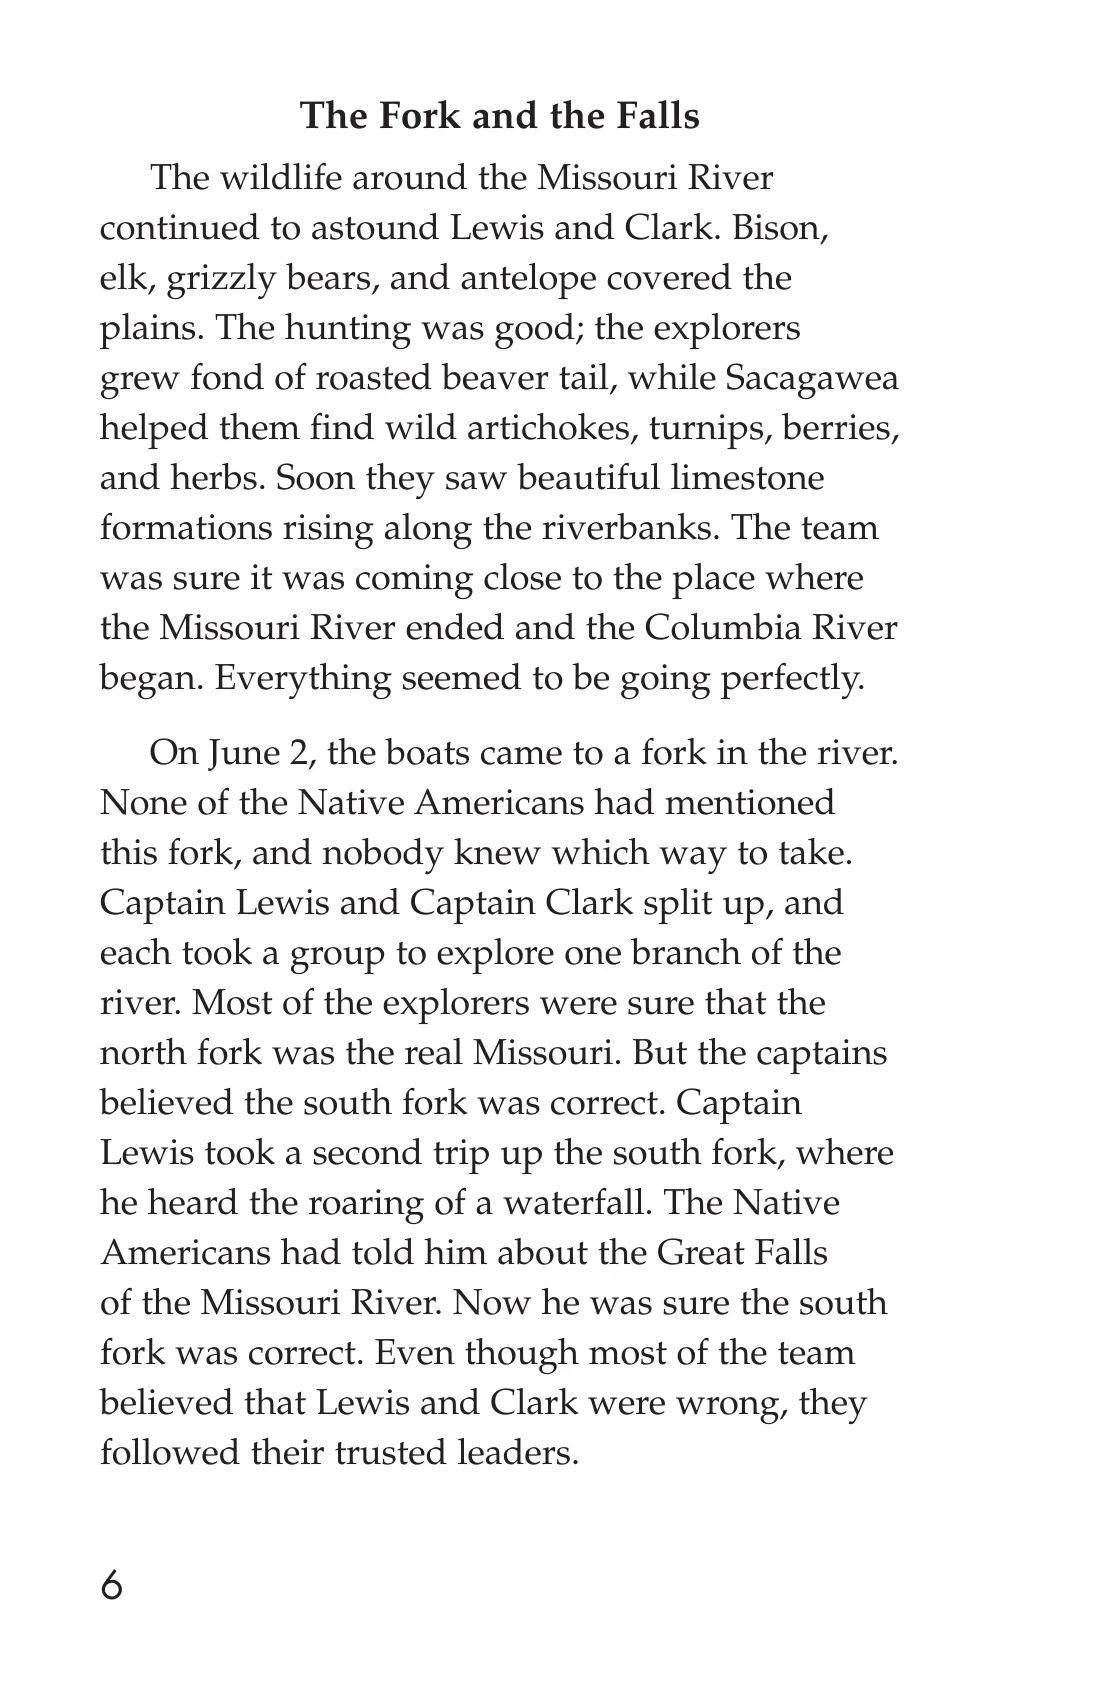 The Fork and the Falls
The wildlife around the Missouri River
continued to astound Lewis and Clark. Bison,
elk, grizzly bears, and antelope covered the
plains. The hunting was good; the explorers
grew fond of roasted beaver tail, while Sacagawea
helped them find wild artichokes, turnips, berries,
and herbs. Soon they saw beautiful limestone
formations rising along the riverbanks. The team
was sure it was coming close to the place where
the Missouri River ended and the Columbia River
began. Everything seemed to be going perfectly.
On June 2, the boats came to a fork in the river.
None of the Native Americans had mentioned
this fork, and nobody knew which way to take.
Captain Lewis and Captain Clark split up, and
each took a group to explore one branch of the
river. Most of the explorers were sure that the
north fork was the real Missouri. But the captains
believed the south fork was correct. Captain
Lewis took a second trip up the south fork, where
he heard the roaring of a waterfall. The Native
Americans had told him about the Great Falls
of the Missouri River. Now he was sure the south
fork was correct. Even though most of the team
believed that Lewis and Clark were wrong, they
followed their trusted leaders.
6